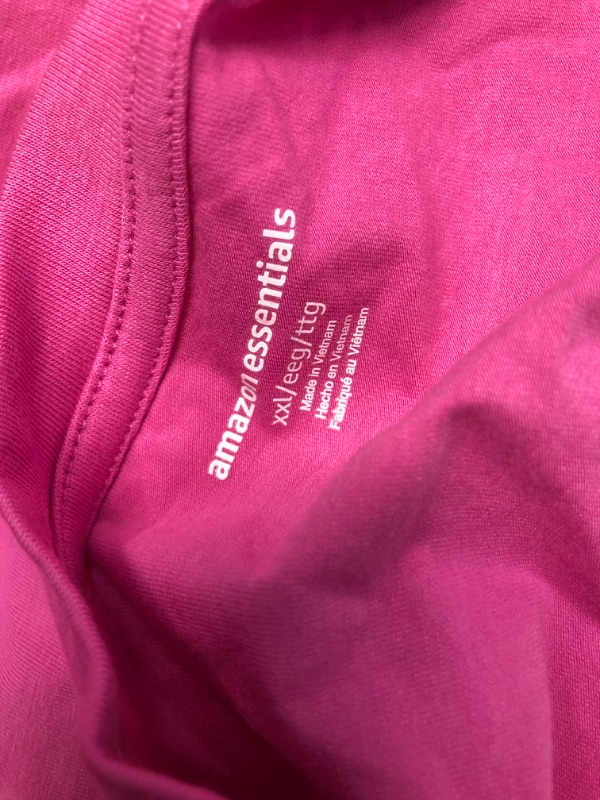 amazon essentials
xxl/eeg/ttg
Made in Vietnam
Hecho en Vietnam
Fabriqué au Viêtnam